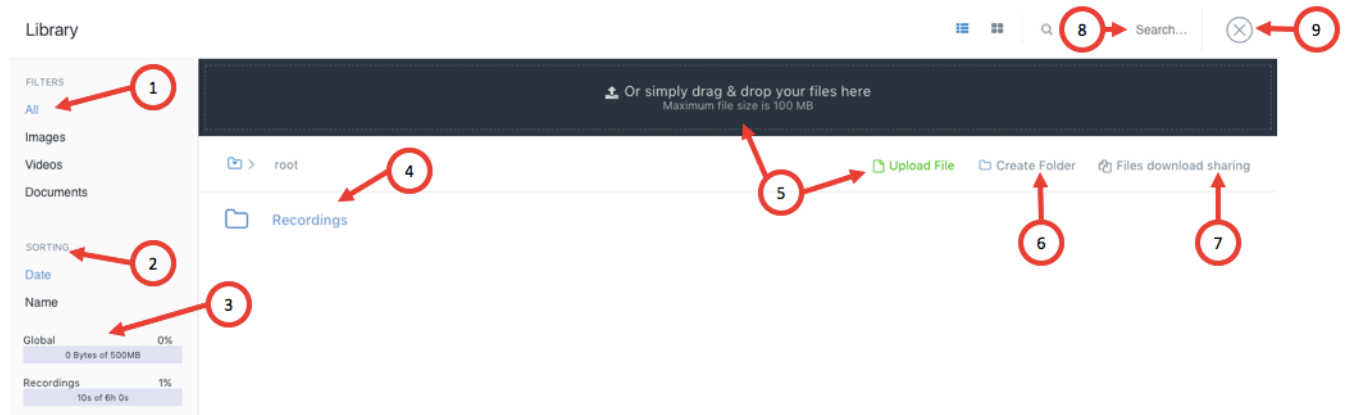 Library
8
Search...
9
FILTERS
1
All
Images
Videos
Documents
Or simply drag & drop your files here
Maximum file size is 100 MB
root
4
5
Upload File
Create Folder
Files download sharing
Recordings
6
7
SORTING
2
Date
Name
3
Global 0%
0 Bytes of 500MB
Recordings 1%
10s of 6h 0s